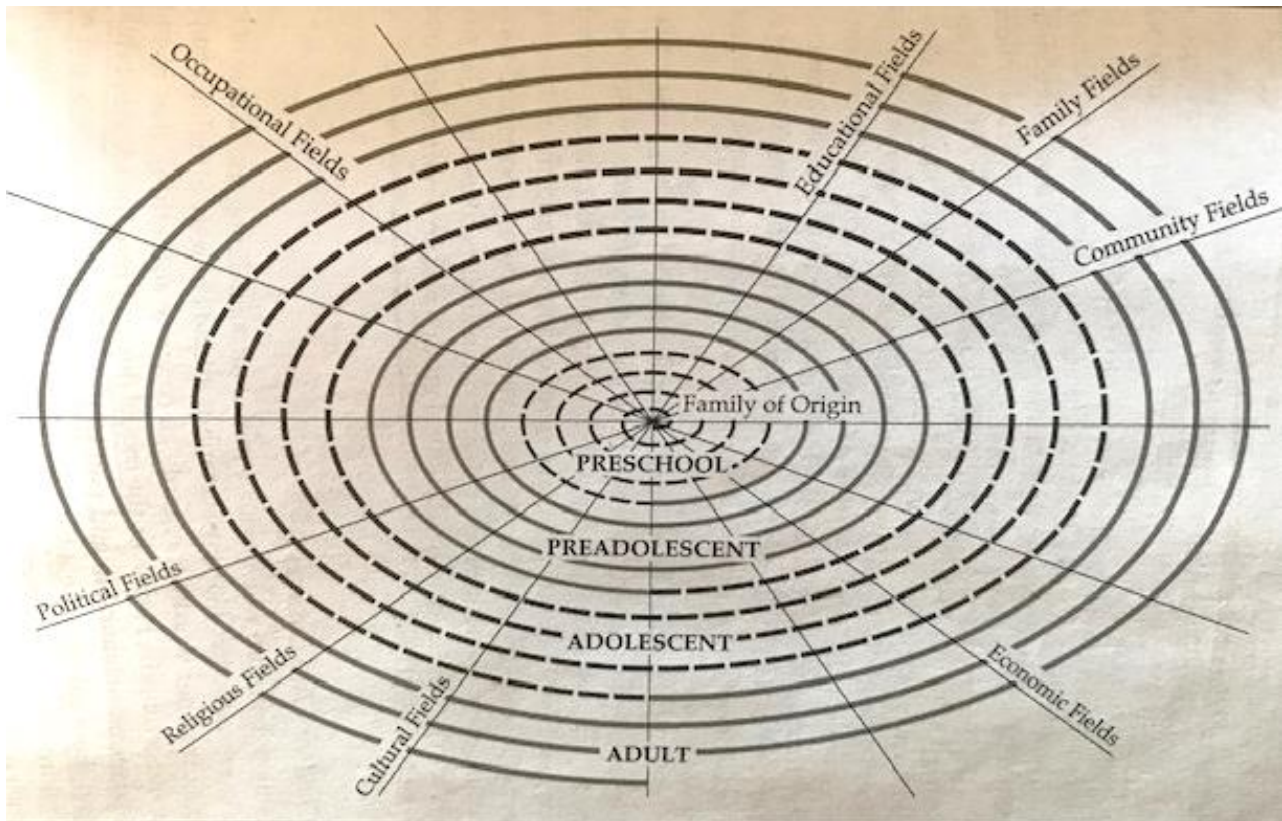 Occupational Fields
Educational Fields
Family Fields
Community Fields
Family of Origin
PRESCHOOL
PREADOLESCENT
Political Fields
ADOLESCENT
Religious Fields
Cultural Fields
Economic Fields
ADULT